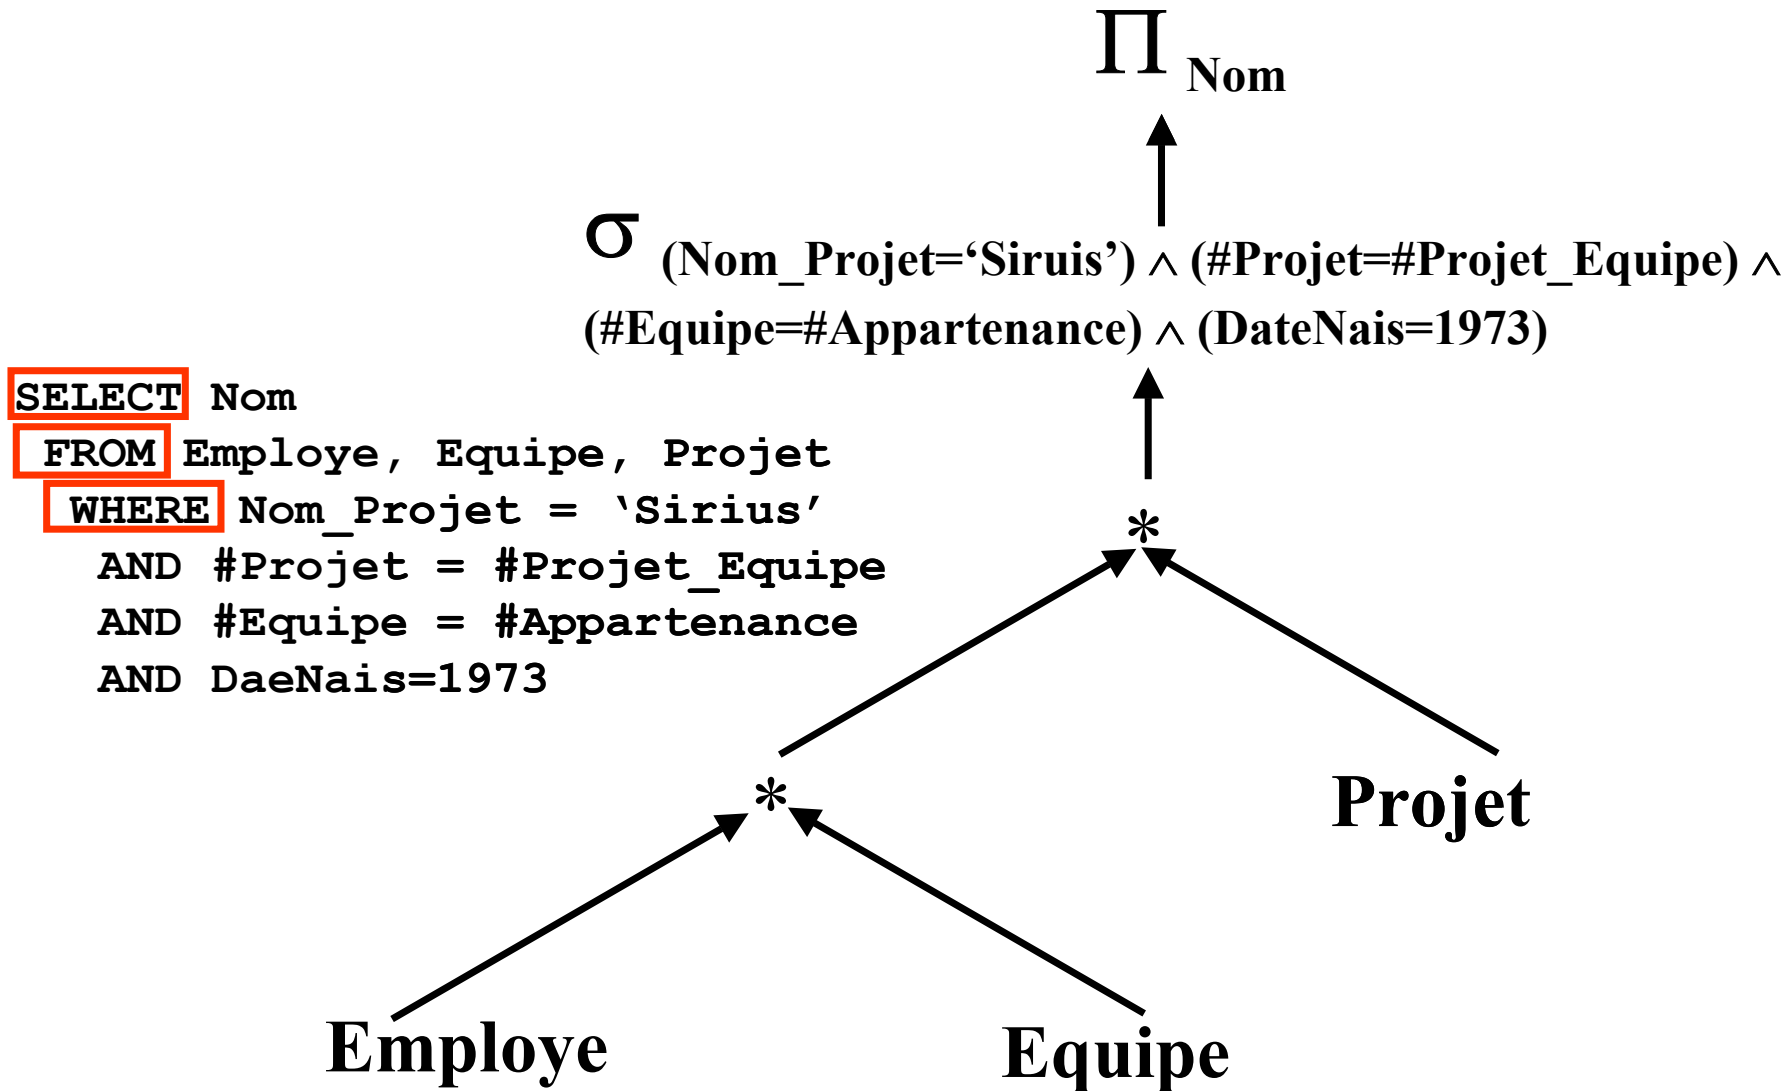 Π Nom
σ (Nom_Projet=‘Siruis’) ∧ (#Projet=#Projet_Equipe) ∧
(#Equipe=#Appartenance) ∧ (DateNais=1973)
SELECT Nom
FROM Employe, Equipe, Projet
WHERE Nom_Projet = ‘Sirius’
AND #Projet = #Projet_Equipe
AND #Equipe = #Appartenance
AND DaeNais=1973
*
*
Projet
Employe
Equipe